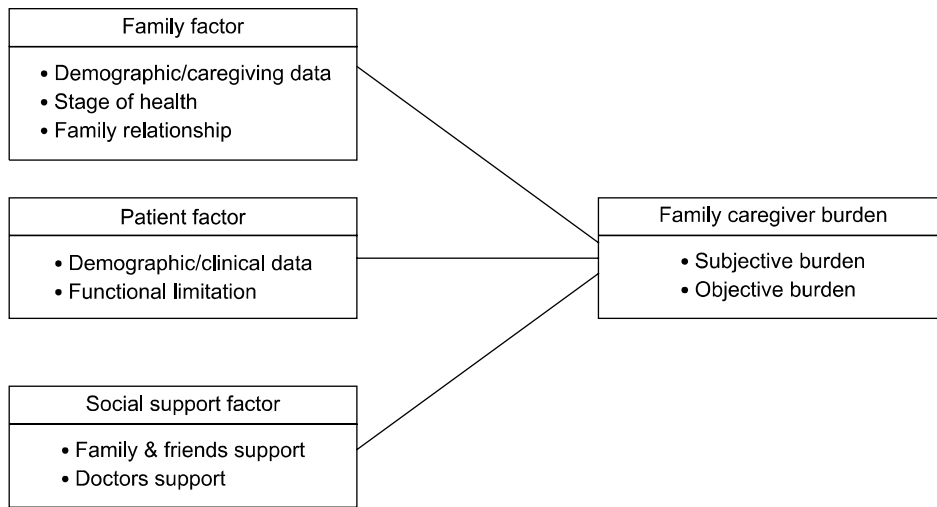 Family factor
• Demographic/caregiving data
• Stage of health
• Family relationship
Patient factor
• Demographic/clinical data
• Functional limitation
Social support factor
• Family & friends support
• Doctors support
Family caregiver burden
• Subjective burden
• Objective burden